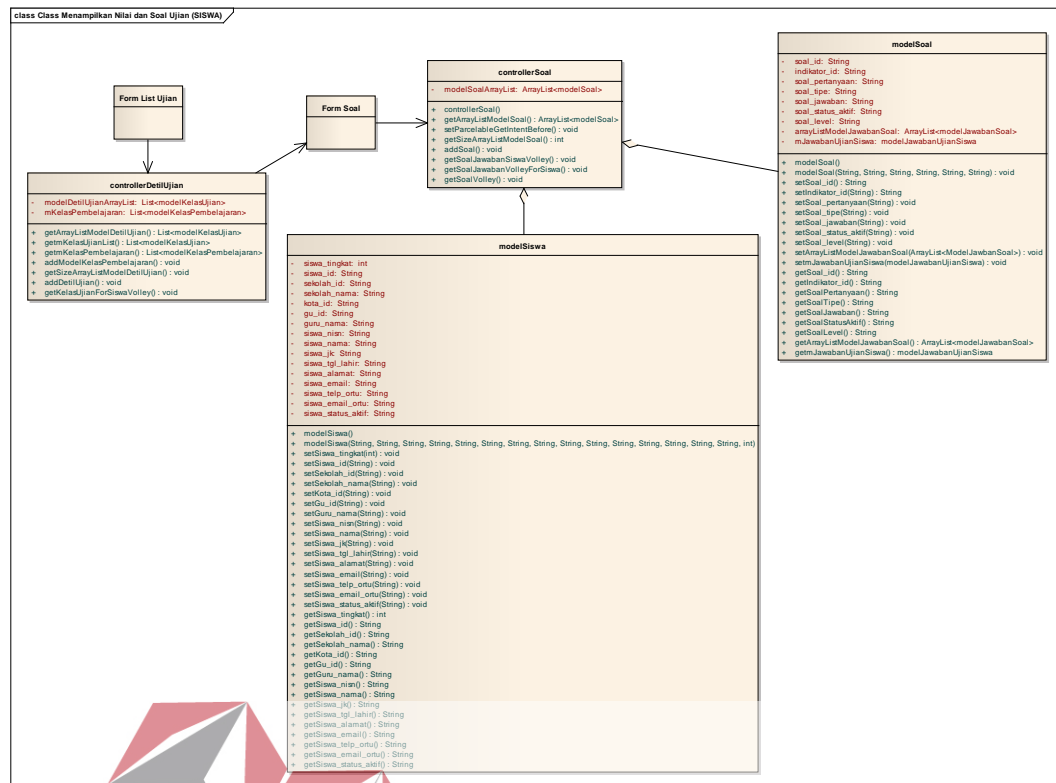 class Class Menampilkan Nilai dan Soal Ujian (SISWA)
Form List Ujian
controllerDetilUjian
- modelDetilUjianArrayList: List<modelKelasUjian>
- mKelasPembelajaran: List<modelKelasPembelajaran>
+ getArrayListModelDetilUjian() : List<modelKelasUjian>
+ getmKelasUjianList() : List<modelKelasUjian>
+ getmKelasPembelajaran() : List<modelKelasPembelajaran>
+ addModelKelasPembelajaran() : void
+ getSizeArrayListModelDetilUjian() : void
+ addDetilUjian() : void
+ getKelasUjianForSiswaVolley() : void
Form Soal
controllerSoal
- modelSoalArrayList: ArrayList<modelSoal>
+ controllerSoal()
+ getArrayListModelSoal() : ArrayList<modelSoal>
+ setParcelableGetIntentBefore() : void
+ getSizeArrayListModelSoal() : int
+ addSoal() : void
+ getSoalJawabanSiswaVolley() : void
+ getSoalJawabanVolleyForSiswa() : void
+ getSoalVolley() : void
modelSoal
- soal_id: String
- indikator_id: String
- soal_pertanyaan: String
- soal_tipe: String
- soal_jawaban: String
- soal_status_aktif: String
- soal_level: String
- arrayListModelJawabanSoal: ArrayList<modelJawabanSoal>
- mJawabanUjianSiswa: modelJawabanUjianSiswa
+ modelSoal()
+ modelSoal(String, String, String, String, String, String) : void
+ setSoal_id() : String
+ setIndikator_id(String) : String
+ setSoal_pertanyaan(String) : void
+ setSoal_tipe(String) : void
+ setSoal_jawaban(String) : void
+ setSoal_status_aktif(String) : void
+ setSoal_level(String) : void
+ setArrayListModelJawabanSoal(ArrayList<ModelJawbanSoal>) : void
+ setmJawabanUjianSiswa(modelJawabanUjianSiswa) : void
+ getSoal_id() : String
+ getIndikator_id() : String
+ getSoalPertanyaan() : String
+ getSoalTipe() : String
+ getSoalJawaban() : String
+ getSoalStatusAktif() : String
+ getSoalLevel() : String
+ getArrayListModelJawabanSoal() : ArrayList<modelJawabanSoal>
+ getmJawabanUjianSiswa() : modelJawabanUjianSiswa
modelSiswa
- siswa_tingkat: int
- siswa_id: String
- sekolah_id: String
- sekolah_nama: String
- kota_id: String
- gu_id: String
- guru_nama: String
- siswa_nisn: String
- siswa_nama: String
- siswa_jk: String
- siswa_tgl_lahir: String
- siswa_alamat: String
- siswa_email: String
- siswa_telp_ortu: String
- siswa_email_ortu: String
- siswa_status_aktif: String
+ modelSiswa()
+ modelSiswa(String, String, String, String, String, String, String, String, String, String, String, String, String, String, String, int)
+ setSiswa_tingkat(int) : void
+ setSiswa_id(String) : void
+ setSekolah_id(String) : void
+ setSekolah_nama(String) : void
+ setKota_id(String) : void
+ setGu_id(String) : void
+ setGuru_nama(String) : void
+ setSiswa_nisn(String) : void
+ setSiswa_nama(String) : void
+ setSiswa_jk(String) : void
+ setSiswa_tgl_lahir(String) : void
+ setSiswa_alamat(String) : void
+ setSiswa_email(String) : void
+ setSiswa_telp_ortu(String) : void
+ setSiswa_email_ortu(String) : void
+ setSiswa_status_aktif(String) : void
+ getSiswa_tingkat() : int
+ getSiswa_id() : String
+ getSekolah_id() : String
+ getSekolah_nama() : String
+ getKota_id() : String
+ getGu_id() : String
+ getGuru_nama() : String
+ getSiswa_nisn() : String
+ getSiswa_nama() : String
+ getSiswa_jk() : String
+ getSiswa_tgl_lahir() : String
+ getSiswa_alamat() : String
+ getSiswa_email() : String
+ getSiswa_telp_ortu() : String
+ getSiswa_email_ortu() : String
+ getSiswa_status_aktif() : String